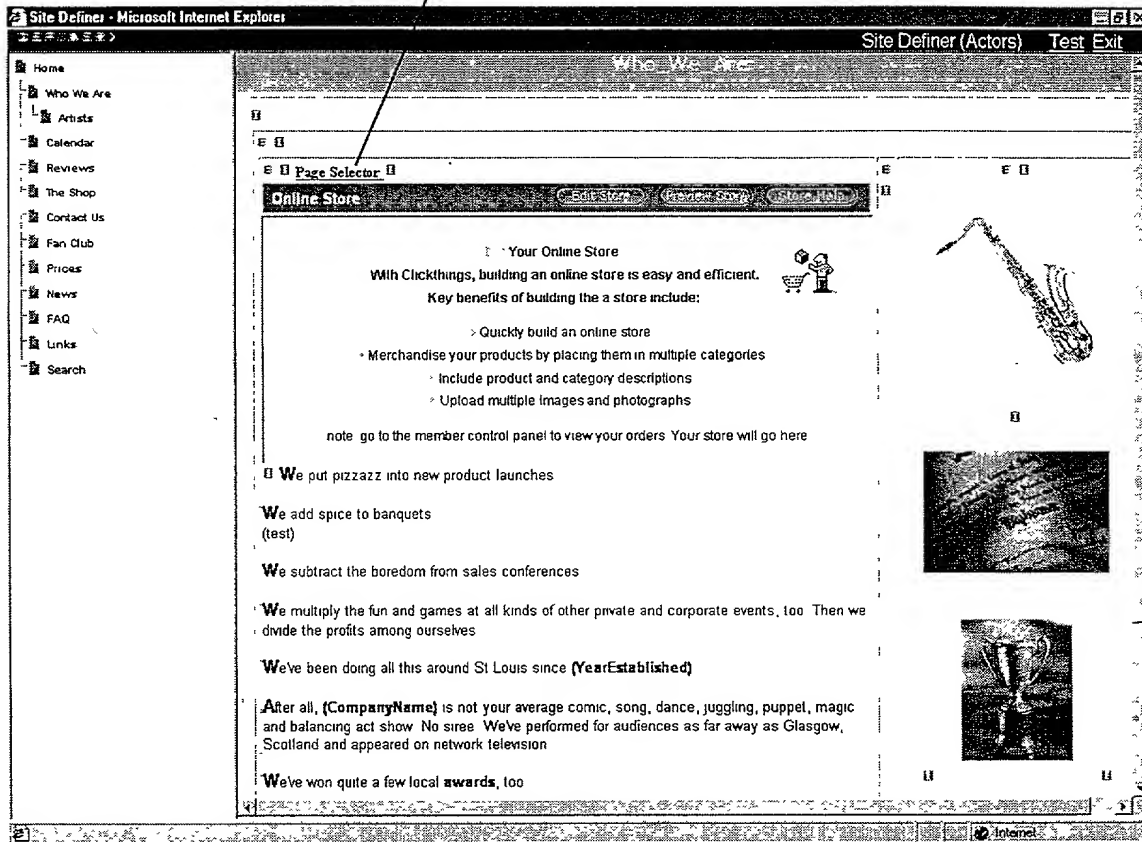 Site Definer - Microsoft Internet Explorer
Site Definer (Actors) Test Exit
Home
Who We Are
Artists
Calendar
Reviews
The Shop
Contact Us
Fan Club
Prices
News
FAQ
Links
Search
Who We Are
Page Selector
Online Store Edit Store Preview Store Store Help
Your Online Store
With Clickthings, building an online store is easy and efficient.
Key benefits of building the a store include:
> Quickly build an online store
Merchandise your products by placing them in multiple categories
> Include product and category descriptions
> Upload multiple images and photographs
note go to the member control panel to view your orders Your store will go here
We put pizzazz into new product launches
We add spice to banquets
(test)
We subtract the boredom from sales conferences
We multiply the fun and games at all kinds of other private and corporate events, too Then we
divide the profits among ourselves
We've been doing all this around St Louis since (YearEstablished)
After all, (CompanyName) is not your average comic, song, dance, juggling, puppet, magic
and balancing act show No siree We've performed for audiences as far away as Glasgow,
Scotland and appeared on network television
We've won quite a few local awards, too
Internet